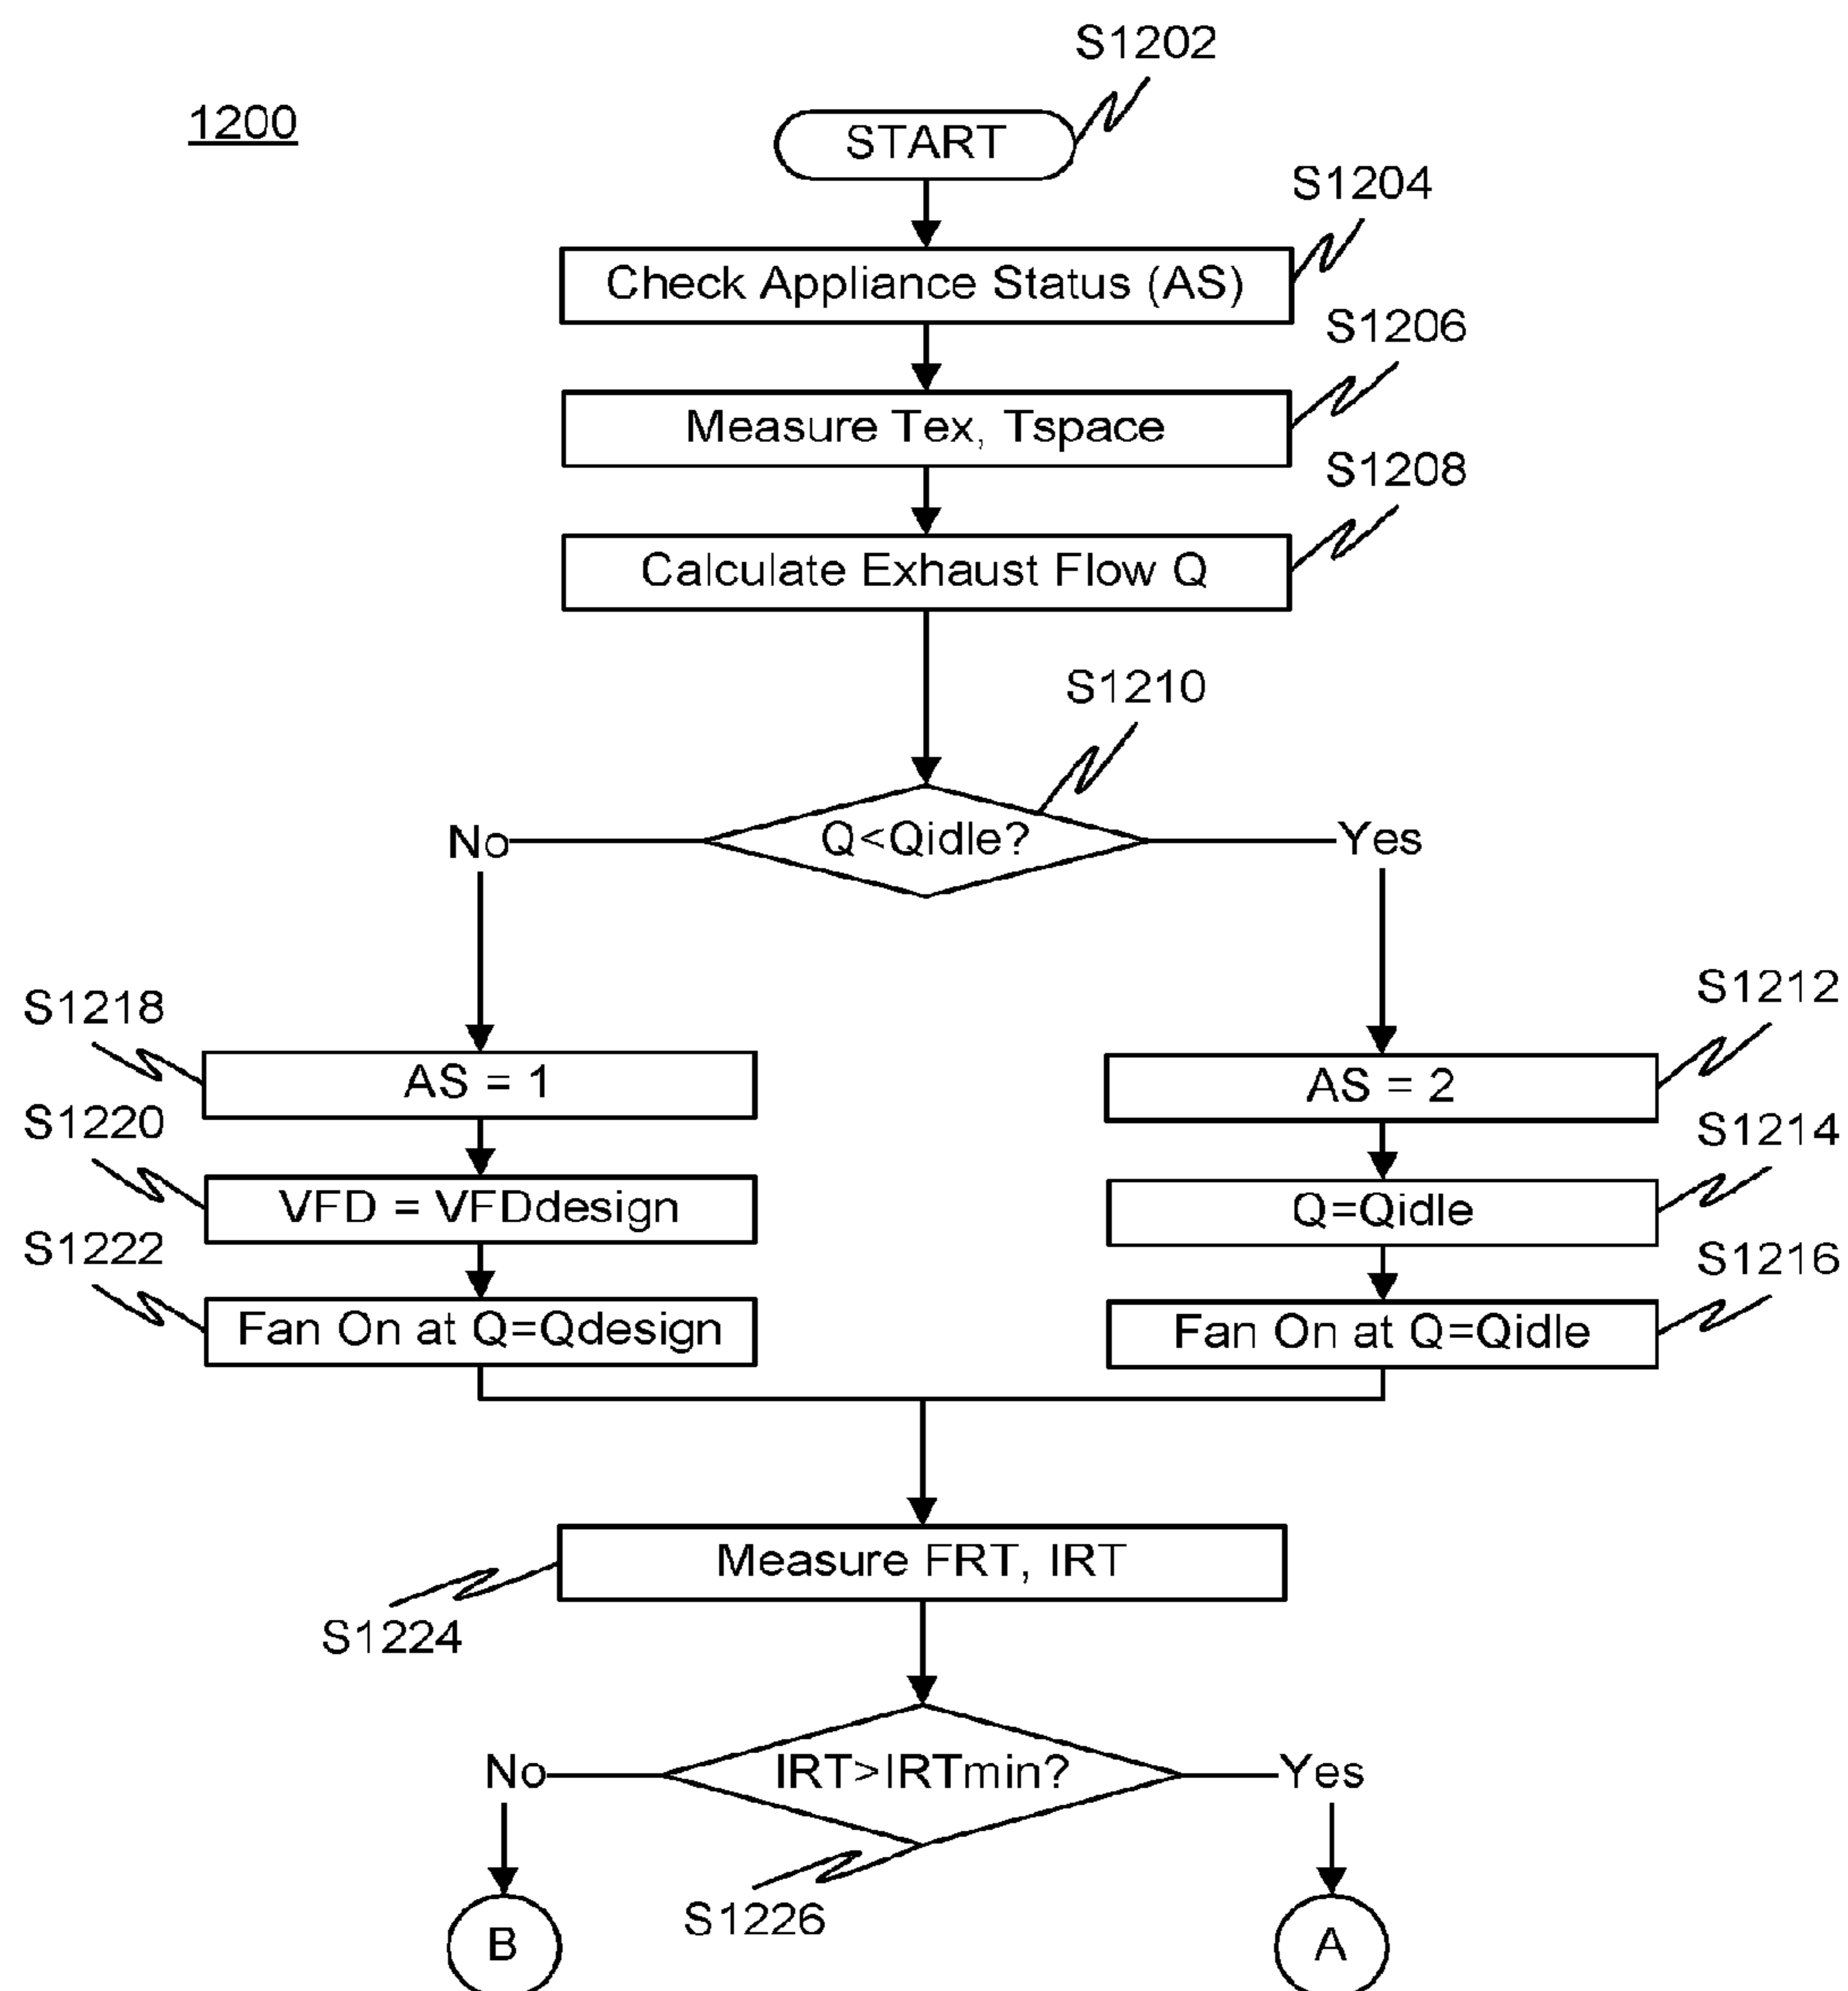 S1202
1200
START
S1204
Check Appliance Status (AS)
S1206
Measure Tex, Tspace
S1208
Calculate Exhaust Flow Q
S1210
No
Q<Qidle?
Yes
S1218
S1212
AS = 1
AS = 2
S1220
S1214
VFD = VFDdesign
Q=Qidle
S1222
S1216
Fan On at Q=Qdesign
Fan On at Q=Qidle
Measure FRT, IRT
S1224
No
IRT>IRTmin?
Yes
S1226
B
A